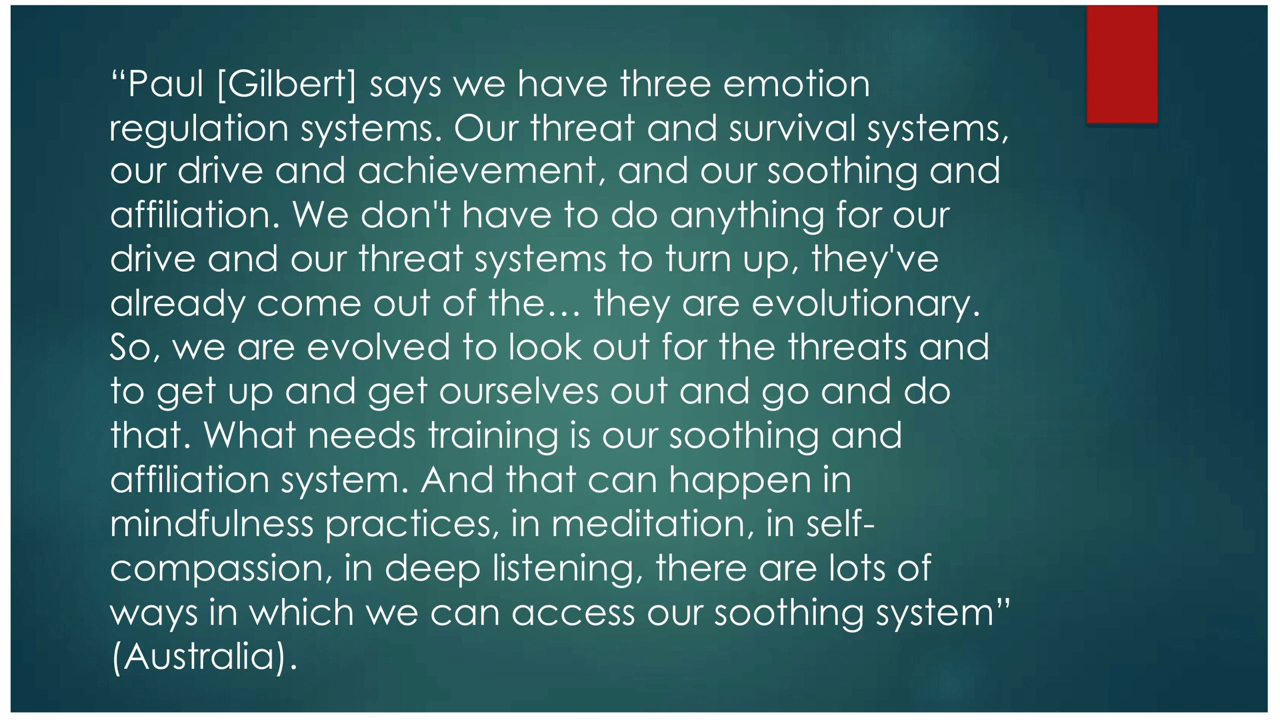 “Paul [Gilbert] says we have three emotion
regulation systems. Our threat and survival systems,
our drive and achievement, and our soothing and
affiliation. We don't have to do anything for our
drive and our threat systems to turn up, they've
already come out of the… they are evolutionary.
So, we are evolved to look out for the threats and
to get up and get ourselves out and go and do
that. What needs training is our soothing and
affiliation system. And that can happen in
mindfulness practices, in meditation, in self-
compassion, in deep listening, there are lots of
ways in which we can access our soothing system”
(Australia).